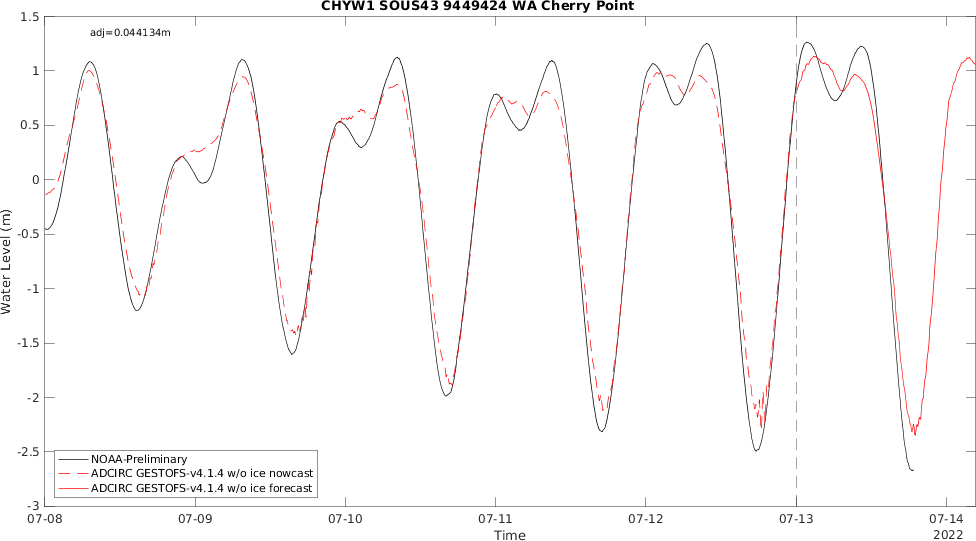 CHYW1 SOUS43 9449424 WA Cherry Point
adj=0.044134m
1.5
1
0.5
0
-0.5
-1
-1.5
-2
-2.5
-3
Water Level (m)
NOAA-Preliminary
ADCIRC GESTOFS-v4.1.4 w/o ice nowcast
ADCIRC GESTOFS-v4.1.4 w/o ice forecast
07-08 07-09 07-10 07-11 07-12 07-13 07-14
Time
2022